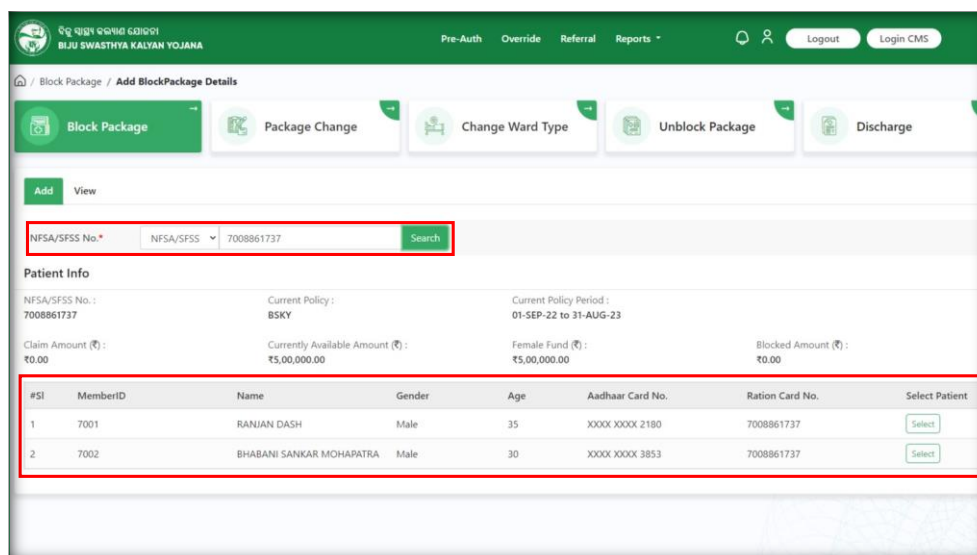 ବିଜୁ ସ୍ୱାସ୍ଥ୍ୟ କଲ୍ୟାଣ ଯୋଜନା
BIJU SWASTHYA KALYAN YOJANA
Pre-Auth Override Referral Reports Logout Login CMS
/ Block Package / Add BlockPackage Details
Block Package Package Change Change Ward Type Unblock Package Discharge
Add View
NFSA/SFSS No.* NFSA/SFSS 7008861737 Search
Patient Info
NFSA/SFSS No. : Current Policy : Current Policy Period :
7008861737 BSKY 01-SEP-22 to 31-AUG-23
Claim Amount (₹) : Currently Available Amount (₹) : Female Fund (₹) : Blocked Amount (₹) :
₹0.00 ₹5,00,000.00 ₹5,00,000.00 ₹0.00
#Sl MemberID Name Gender Age Aadhaar Card No. Ration Card No. Select Patient
1 7001 RANJAN DASH Male 35 XXXX XXXX 2180 7008861737 Select
2 7002 BHABANI SANKAR MOHAPATRA Male 30 XXXX XXXX 3853 7008861737 Select